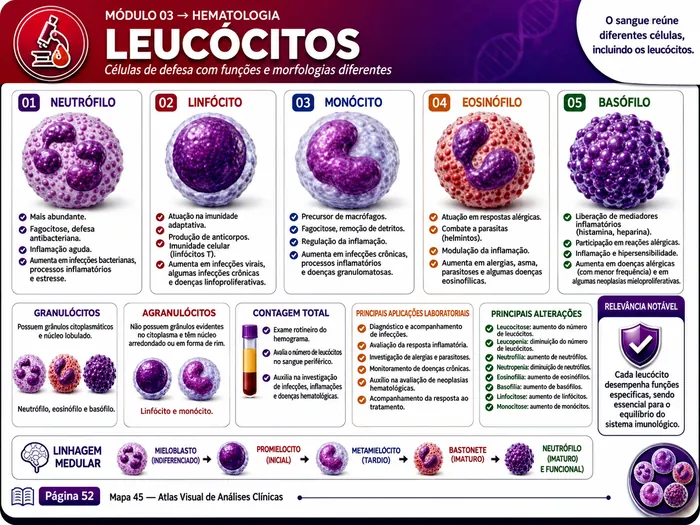 MÓDULO 03 → HEMATOLOGIA
LEUCÓCITOS
Células de defesa com funções e morfologias diferentes
O sangue reúne
diferentes células,
incluindo os leucócitos.
01 NEUTRÓFILO
Mais abundante.
Fagocitose, defesa
antibacteriana.
Inflamação aguda.
Aumenta em infecções bacterianas,
processos inflamatórios
e estresse.
02 LINFÓCITO
Atuação na imunidade
adaptativa.
Produção de anticorpos.
Imunidade celular
(linfócitos T).
Aumenta em infecções virais,
algumas infecções crônicas
e doenças linfoproliferativas.
03 MONÓCITO
Precursor de macrófagos.
Fagocitose, remoção de detritos.
Regulação da inflamação.
Aumenta em infecções crônicas,
processos inflamatórios
e doenças granulomatosas.
04 EOSINÓFILO
Atuação em respostas alérgicas.
Combate a parasitas
(helmintos).
Modulação da inflamação.
Aumenta em alergias, asma,
parasitoses e algumas doenças
eosinofílicas.
05 BASÓFILO
Liberação de mediadores
inflamatórios
(histamina, heparina).
Participação em reações alérgicas.
Inflamação e hipersensibilidade.
Aumenta em doenças alérgicas
(com menor frequência) e em
algumas neoplasias mieloproliferativas.
GRANULÓCITOS
Possuem grânulos citoplasmáticos
e núcleo lobulado.
Neutrófilo, eosinófilo e basófilo.
AGRANULÓCITOS
Não possuem grânulos evidentes
no citoplasma e têm núcleo
arredondado ou em forma de rim.
Linfócito e monócito.
CONTAGEM TOTAL
Exame rotineiro do
hemograma.
Avalia o número de leucócitos
no sangue periférico.
Auxilia na investigação
de infecções, inflamações
e doenças hematológicas.
PRINCIPAIS APLICAÇÕES LABORATORIAIS
Diagnóstico e acompanhamento
de infecções.
Avaliação da resposta inflamatória.
Investigação de alergias e parasitoses.
Monitoramento de doenças crônicas.
Auxílio na avaliação de neoplasias
hematológicas.
Acompanhamento da resposta ao
tratamento.
PRINCIPAIS ALTERAÇÕES
Leucocitose: aumento do número
de leucócitos.
Leucopenia: diminuição do número
de leucócitos.
Neutrofilia: aumento de neutrófilos.
Neutropenia: diminuição de neutrófilos.
Eosinofilia: aumento de eosinófilos.
Basofilia: aumento de basófilos.
Linfocitose: aumento de linfócitos.
Monocitose: aumento de monócitos.
RELEVÂNCIA NOTÁVEL
Cada leucócito
desempenha funções
específicas, sendo
essencial para o
equilíbrio do
sistema imunológico.
LINHAGEM
MEDULAR
MIELOBLASTO
(INDIFERENCIADO)
PROMIELÓCITO
(INICIAL)
METAMIELÓCITO
(TARDIO)
BASTONETE
(IMATURO)
NEUTRÓFILO
(MATURO)
E FUNCIONAL)
Página 52
Mapa 45 — Atlas Visual de Análises Clínicas